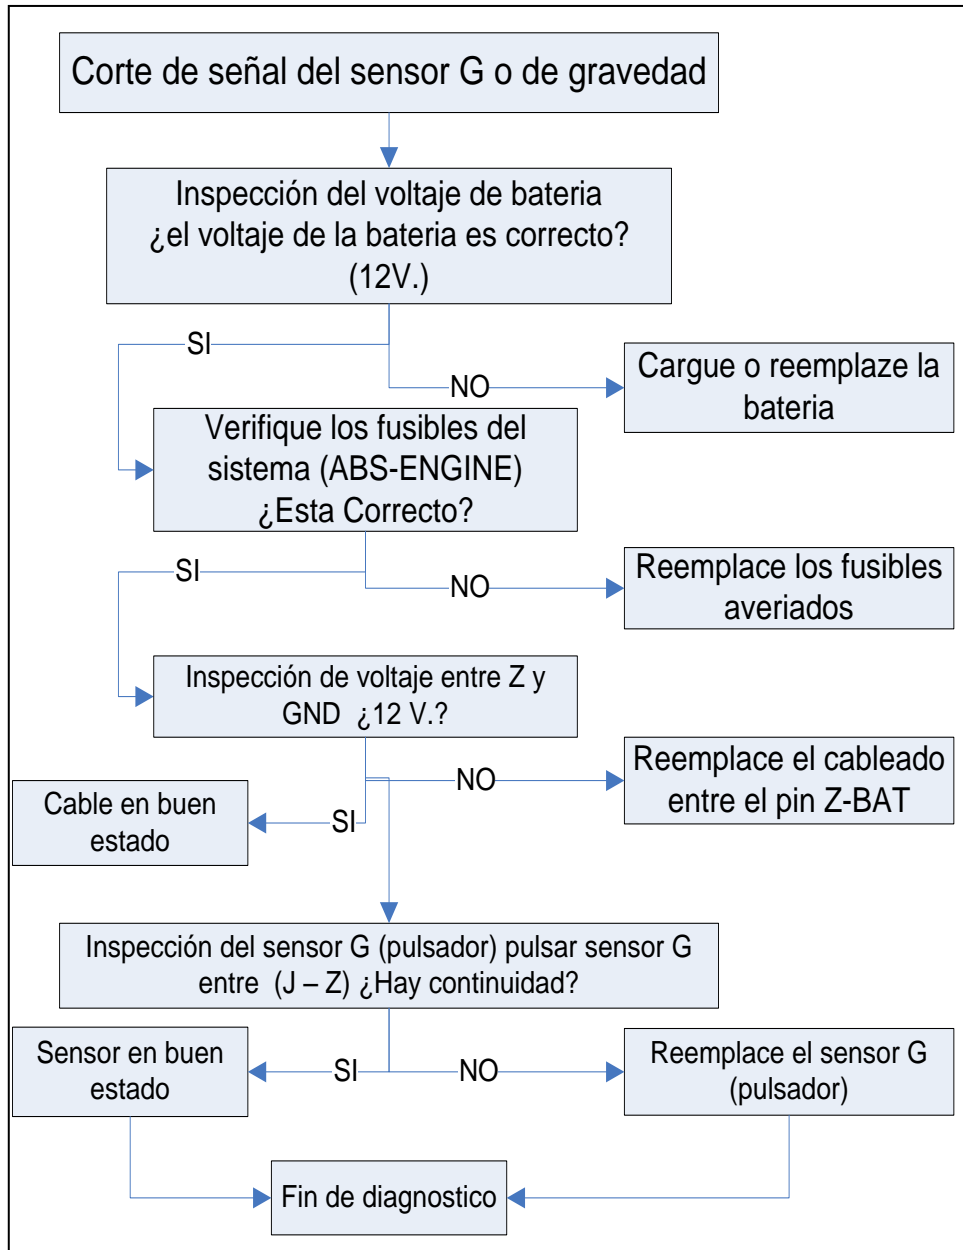 Corte de señal del sensor G o de gravedad
Inspección del voltaje de bateria
¿el voltaje de la bateria es correcto?
(12V.)
SI
NO
Cargue o reemplaze la
bateria
Verifique los fusibles del
sistema (ABS-ENGINE)
¿Esta Correcto?
SI
NO
Reemplace los fusibles
averiados
Inspección de voltaje entre Z y
GND ¿12 V.?
NO
Reemplace el cableado
entre el pin Z-BAT
Cable en buen
estado
SI
Inspección del sensor G (pulsador) pulsar sensor G
entre (J – Z) ¿Hay continuidad?
Sensor en buen
estado
SI
NO
Reemplace el sensor G
(pulsador)
Fin de diagnostico